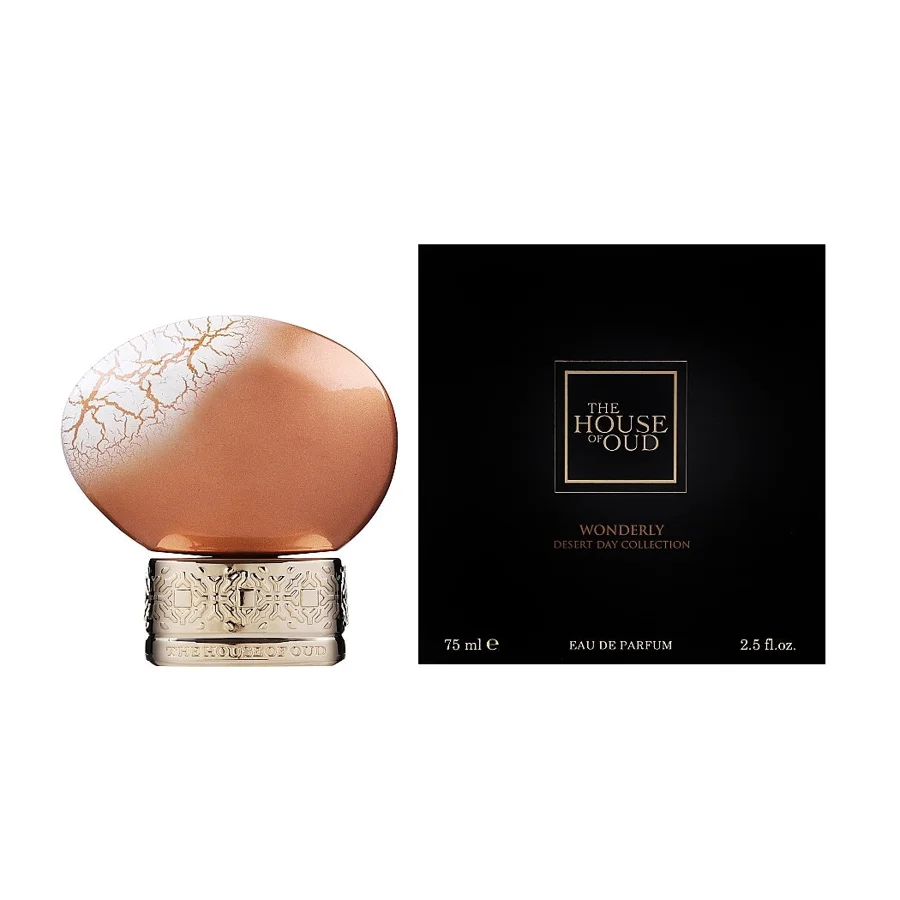 THE
HOUSE
OF OUD
WONDERLY
DESERT DAY COLLECTION
75 ml ℮
EAU DE PARFUM
2.5 fl.oz.
THE HOUSE OF OUD